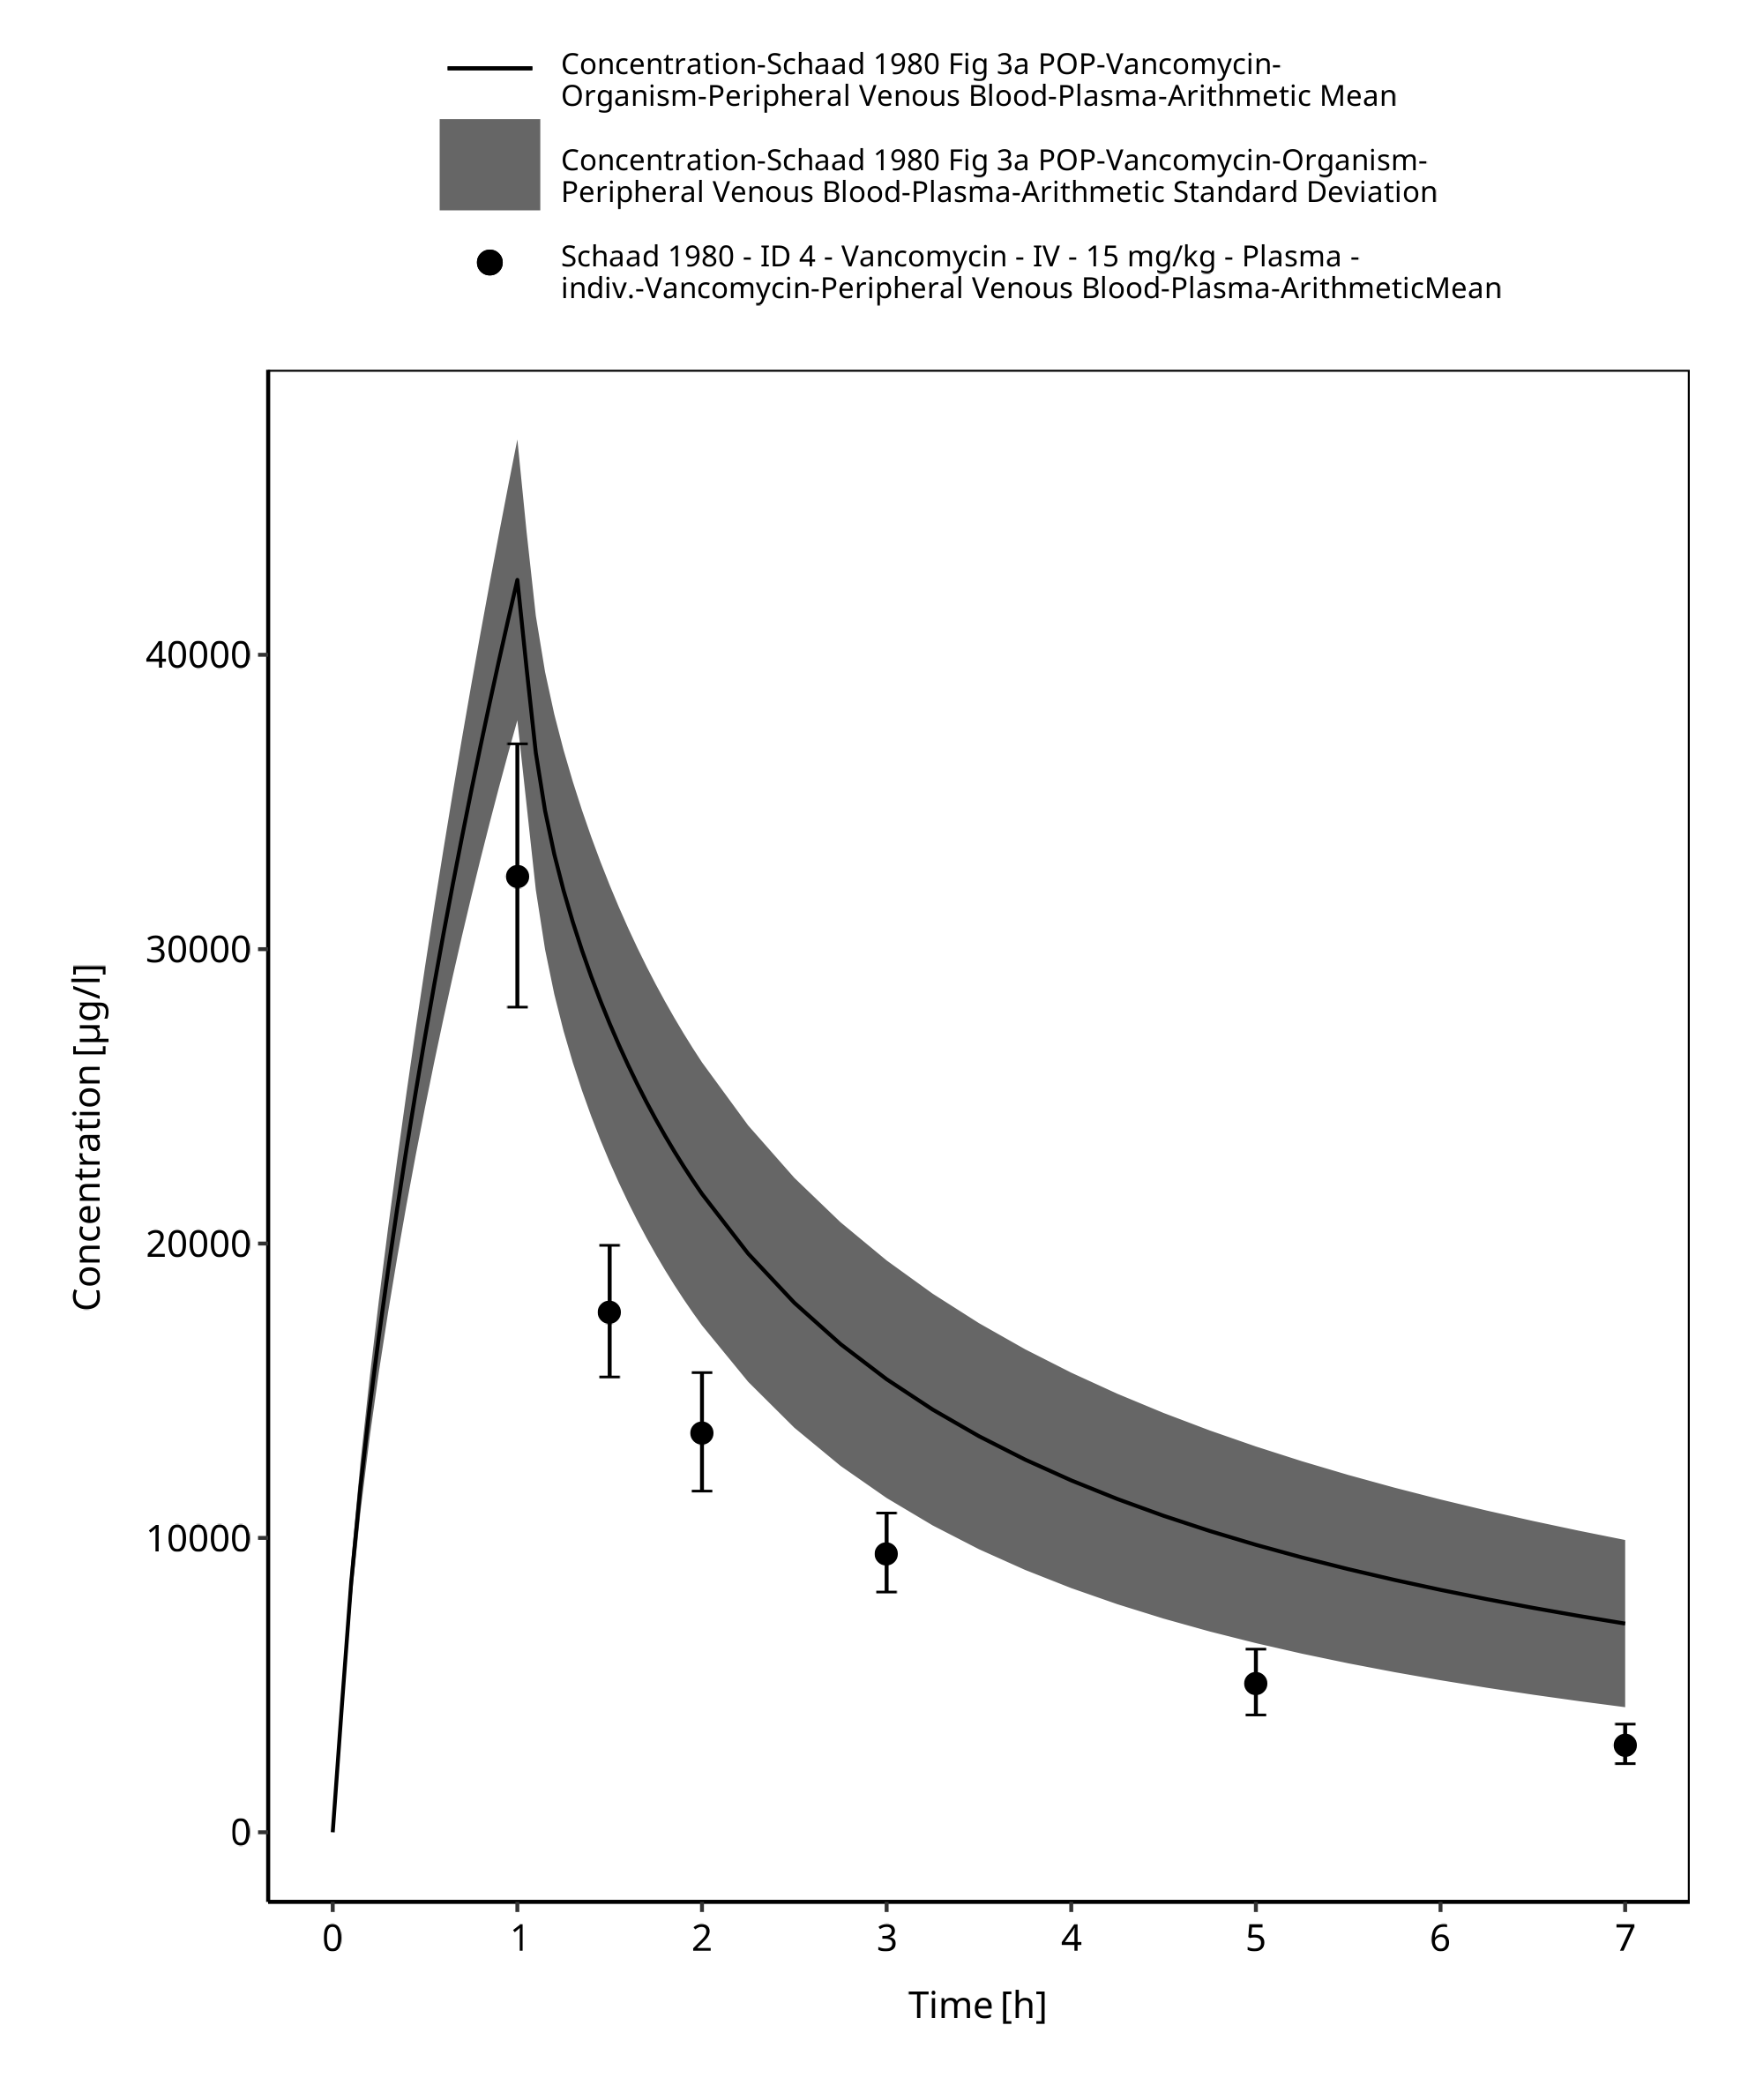 Concentration-Schaad 1980 Fig 3a POP-Vancomycin-
Organism-Peripheral Venous Blood-Plasma-Arithmetic Mean
Concentration-Schaad 1980 Fig 3a POP-Vancomycin-Organism-
Peripheral Venous Blood-Plasma-Arithmetic Standard Deviation
Schaad 1980 - ID 4 - Vancomycin - IV - 15 mg/kg - Plasma -
indiv.-Vancomycin-Peripheral Venous Blood-Plasma-ArithmeticMean
Concentration [µg/l]
40000
30000
20000
10000
0
0 1 2 3 4 5 6 7
Time [h]